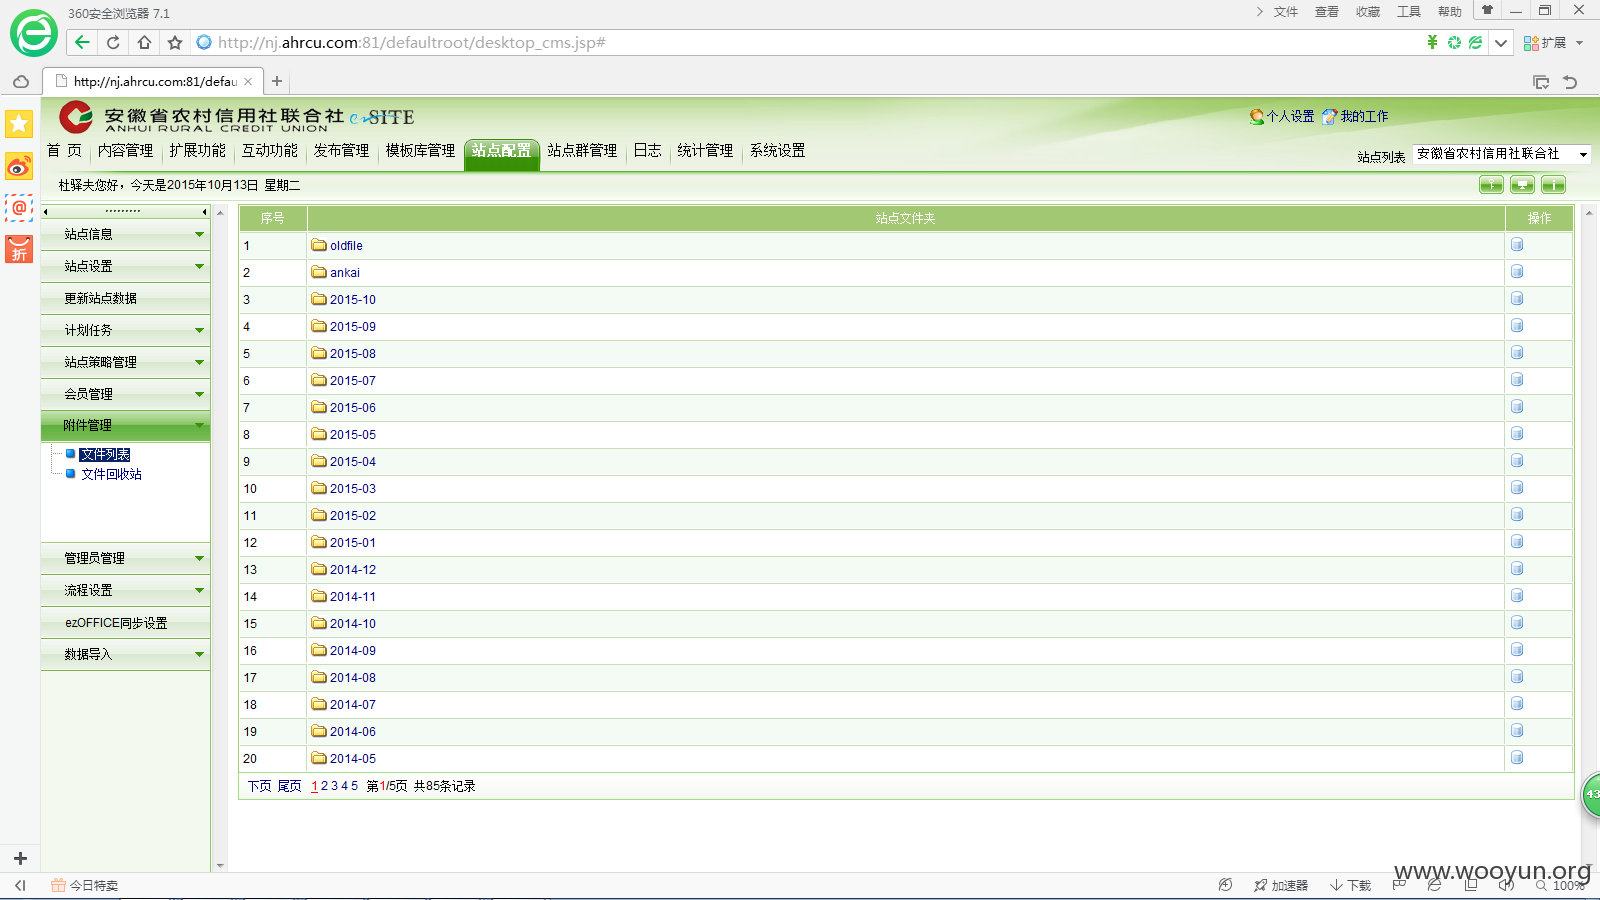 360安全浏览器 7.1
文件 查看 收藏 工具 帮助
http://nj.ahrcu.com:81/defaultroot/desktop_cms.jsp#
扩展
http://nj.ahrcu.com:81/defau
安徽省农村信用社联合社 e-SITE
ANHUI RURAL CREDIT UNION
个人设置 我的工作
首 页 内容管理 扩展功能 互动功能 发布管理 模板库管理 站点配置 站点群管理 日志 统计管理 系统设置
站点列表 安徽省农村信用社联合社
杜驿夫您好，今天是2015年10月13日 星期二
折
站点信息
站点设置
更新站点数据
计划任务
站点策略管理
会员管理
附件管理
文件列表
文件回收站
管理员管理
流程设置
ezOFFICE同步设置
数据导入
序号 站点文件夹 操作
1 oldfile
2 ankai
3 2015-10
4 2015-09
5 2015-08
6 2015-07
7 2015-06
8 2015-05
9 2015-04
10 2015-03
11 2015-02
12 2015-01
13 2014-12
14 2014-11
15 2014-10
16 2014-09
17 2014-08
18 2014-07
19 2014-06
20 2014-05
下页 尾页 1 2 3 4 5 第1/5页 共85条记录
43
www.wooyun.org
今日特卖
加速器 下载 100%